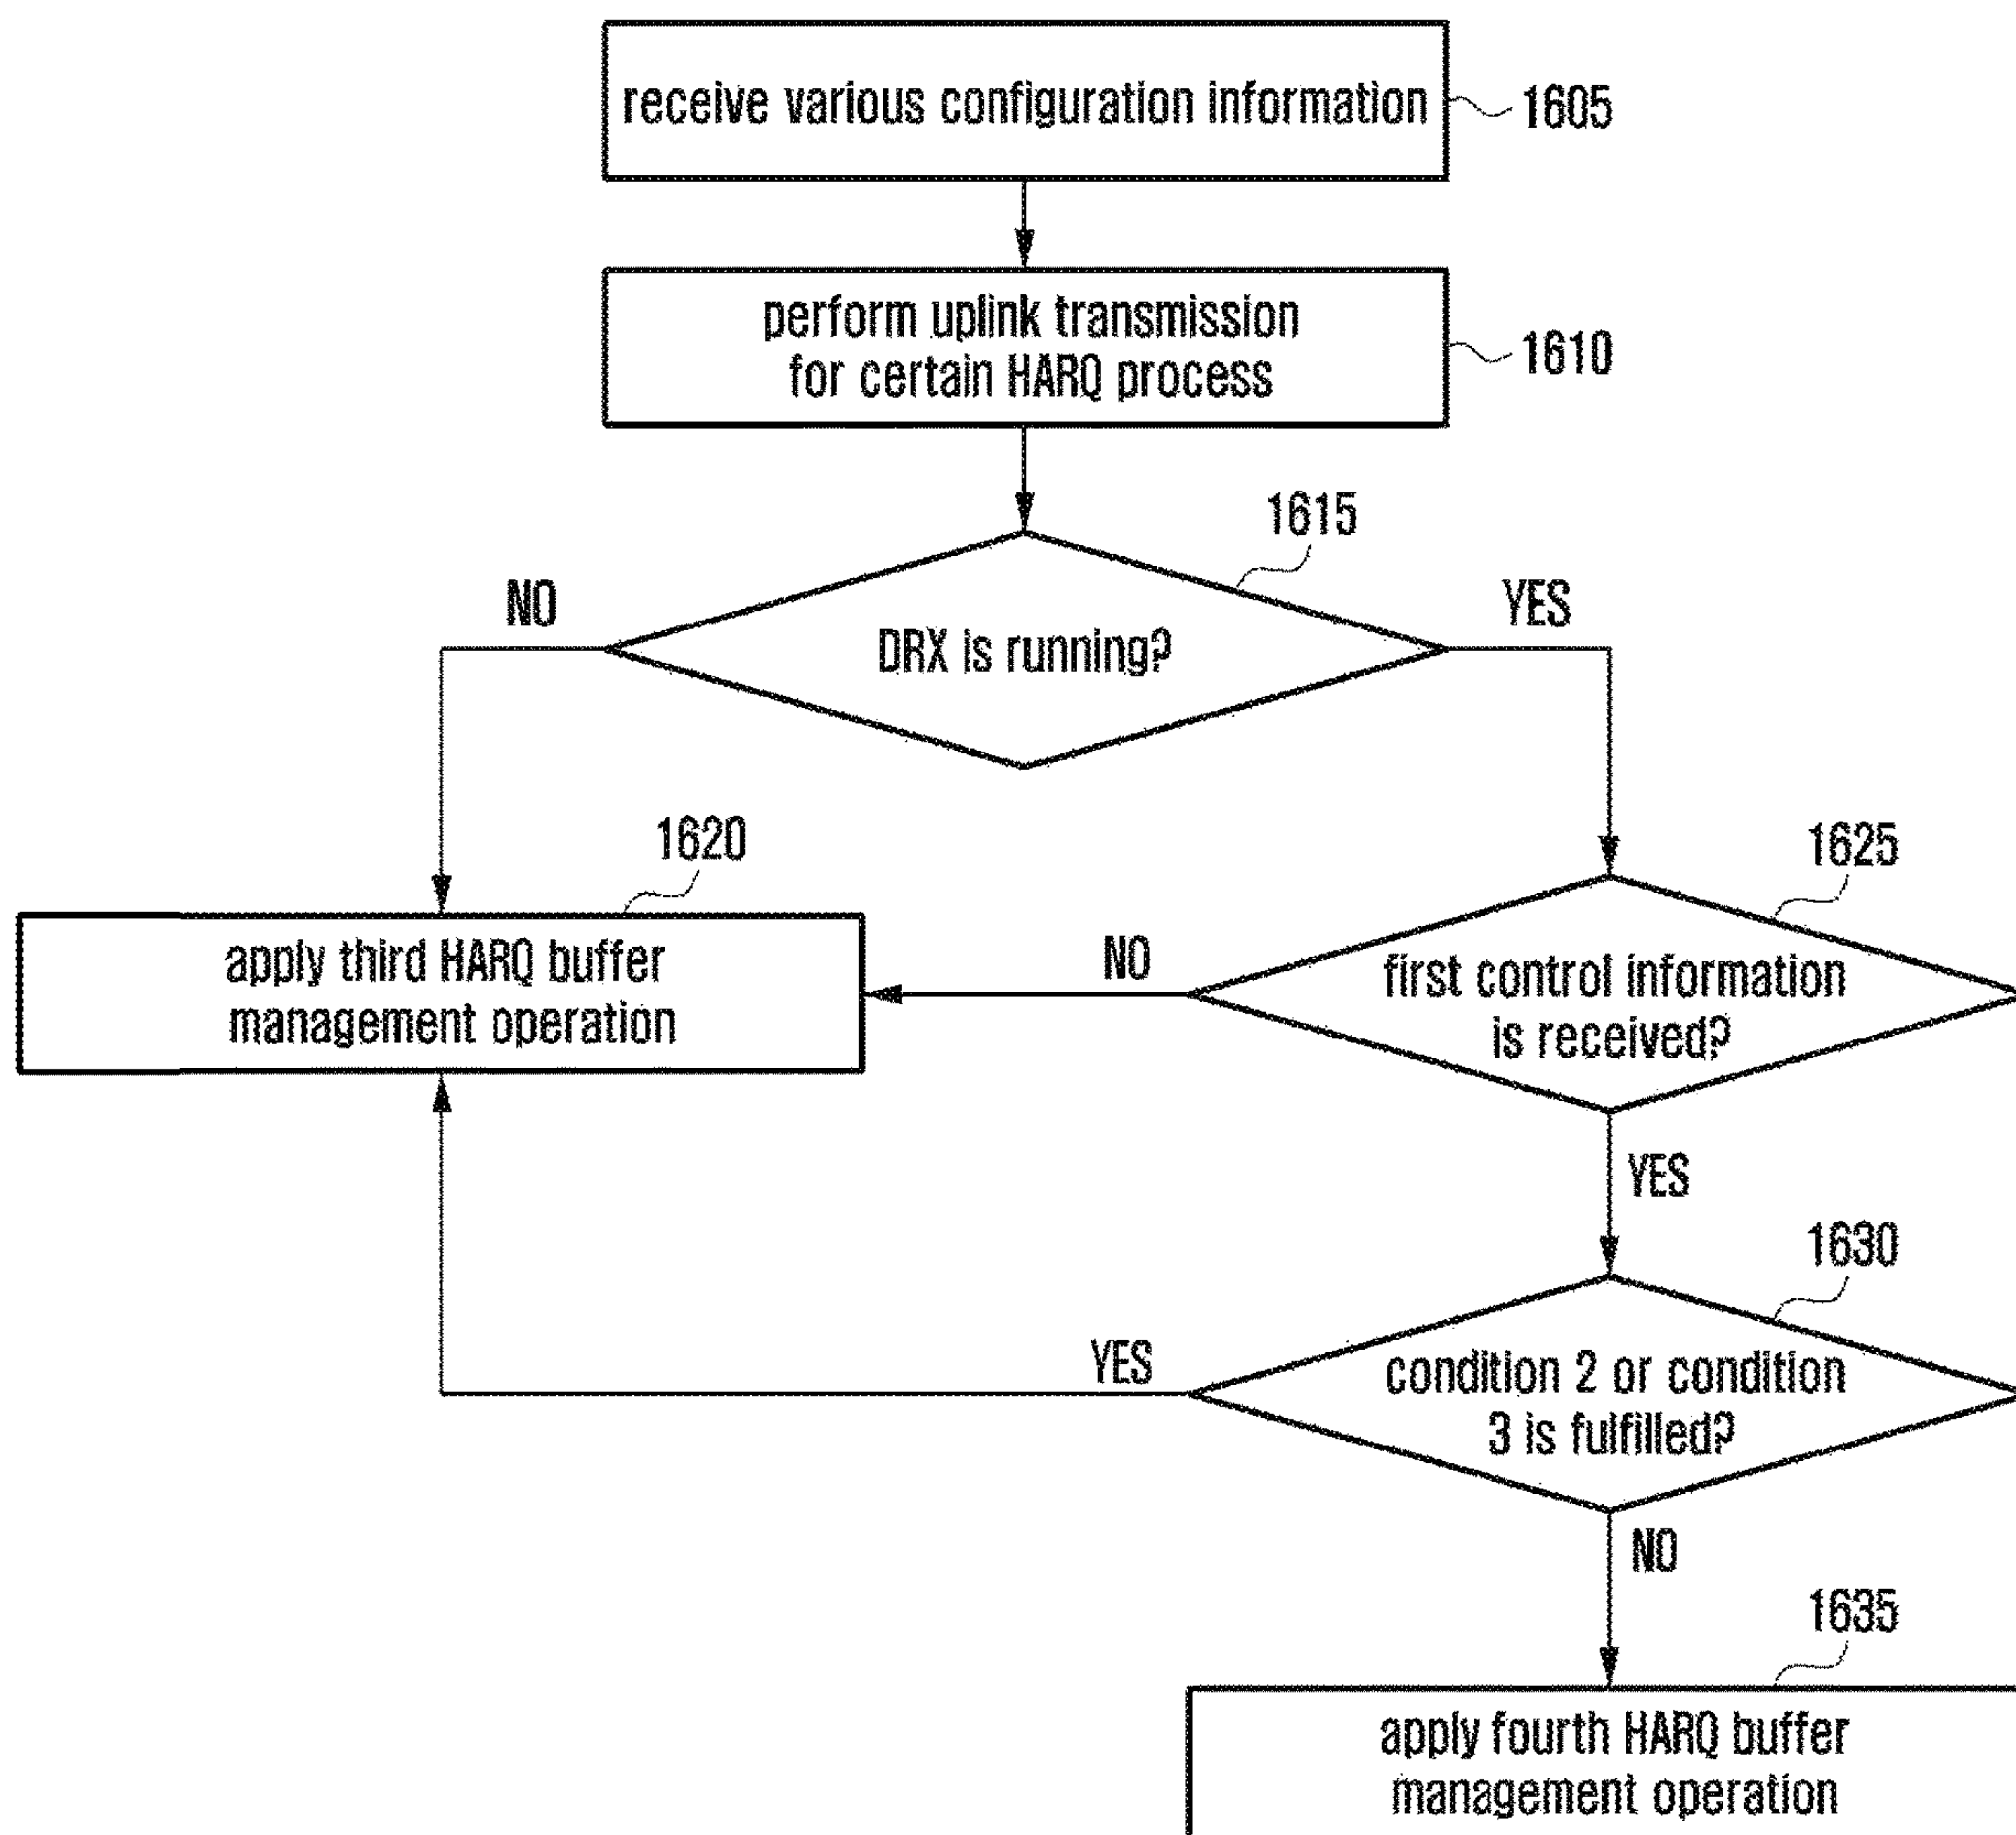 receive various configuration information
1605
perform uplink transmission
for certain HARQ process
1610
1615
NO
YES
DRX is running?
1620
1625
apply third HARQ buffer
management operation
NO
first control information
is received?
YES
1630
YES
condition 2 or condition
3 is fulfilled?
NO
1635
apply fourth HARQ buffer
management operation